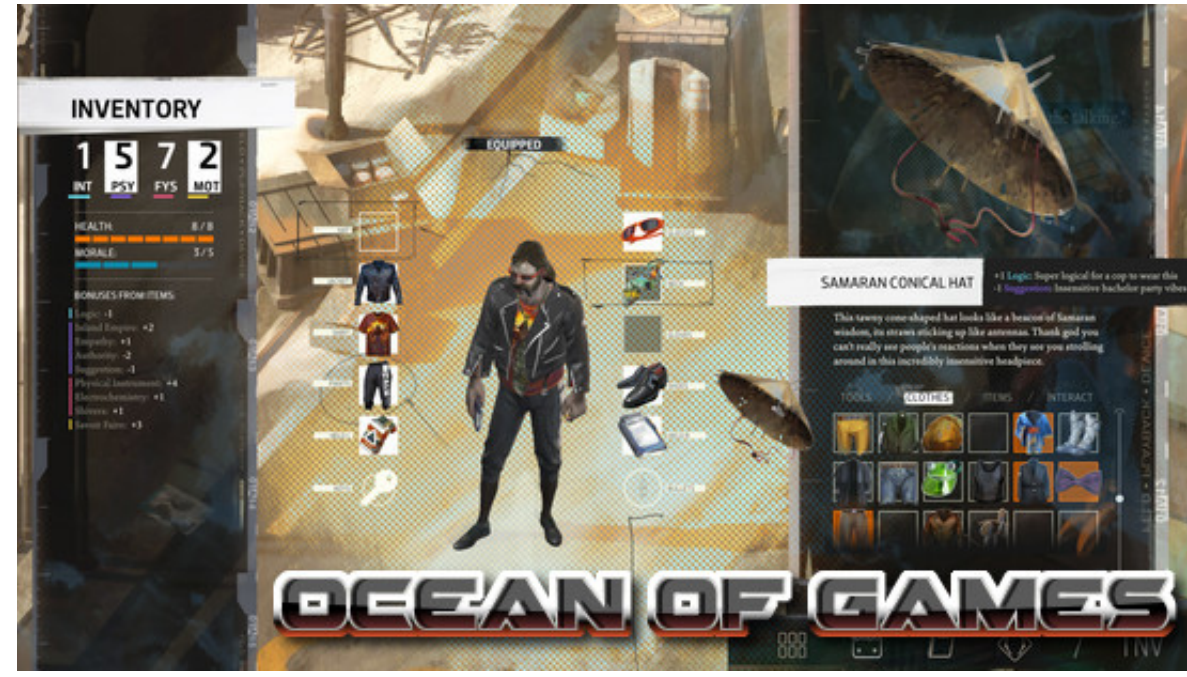 INVENTORY
1 5 7 2
INT PSY FYS MOT
HEALTH: 8/8
MORALE: 3/5
BONUSES FROM ITEMS:
Logic: -1
Inland Empire: +2
Empathy: +1
Authority: -2
Suggestion: -1
Physical Instrument: +4
Electrochemistry: +1
Shivers: +1
Savoir Faire: +3
EQUIPPED
the talking."
SAMARAN CONICAL HAT
+1 Logic: Super logical for a cop to wear this
-1 Suggestion: Insensitive bachelor party vibes
This tawny cone-shaped hat looks like a beacon of Samaran
wisdom, its straws sticking up like antennas. Thank god you
can't really see people's reactions when they see you strolling
around in this incredibly insensitive headpiece.
TOOLS / CLOTHES / ITEMS / INTERACT
OCEAN OF GAMES
INV